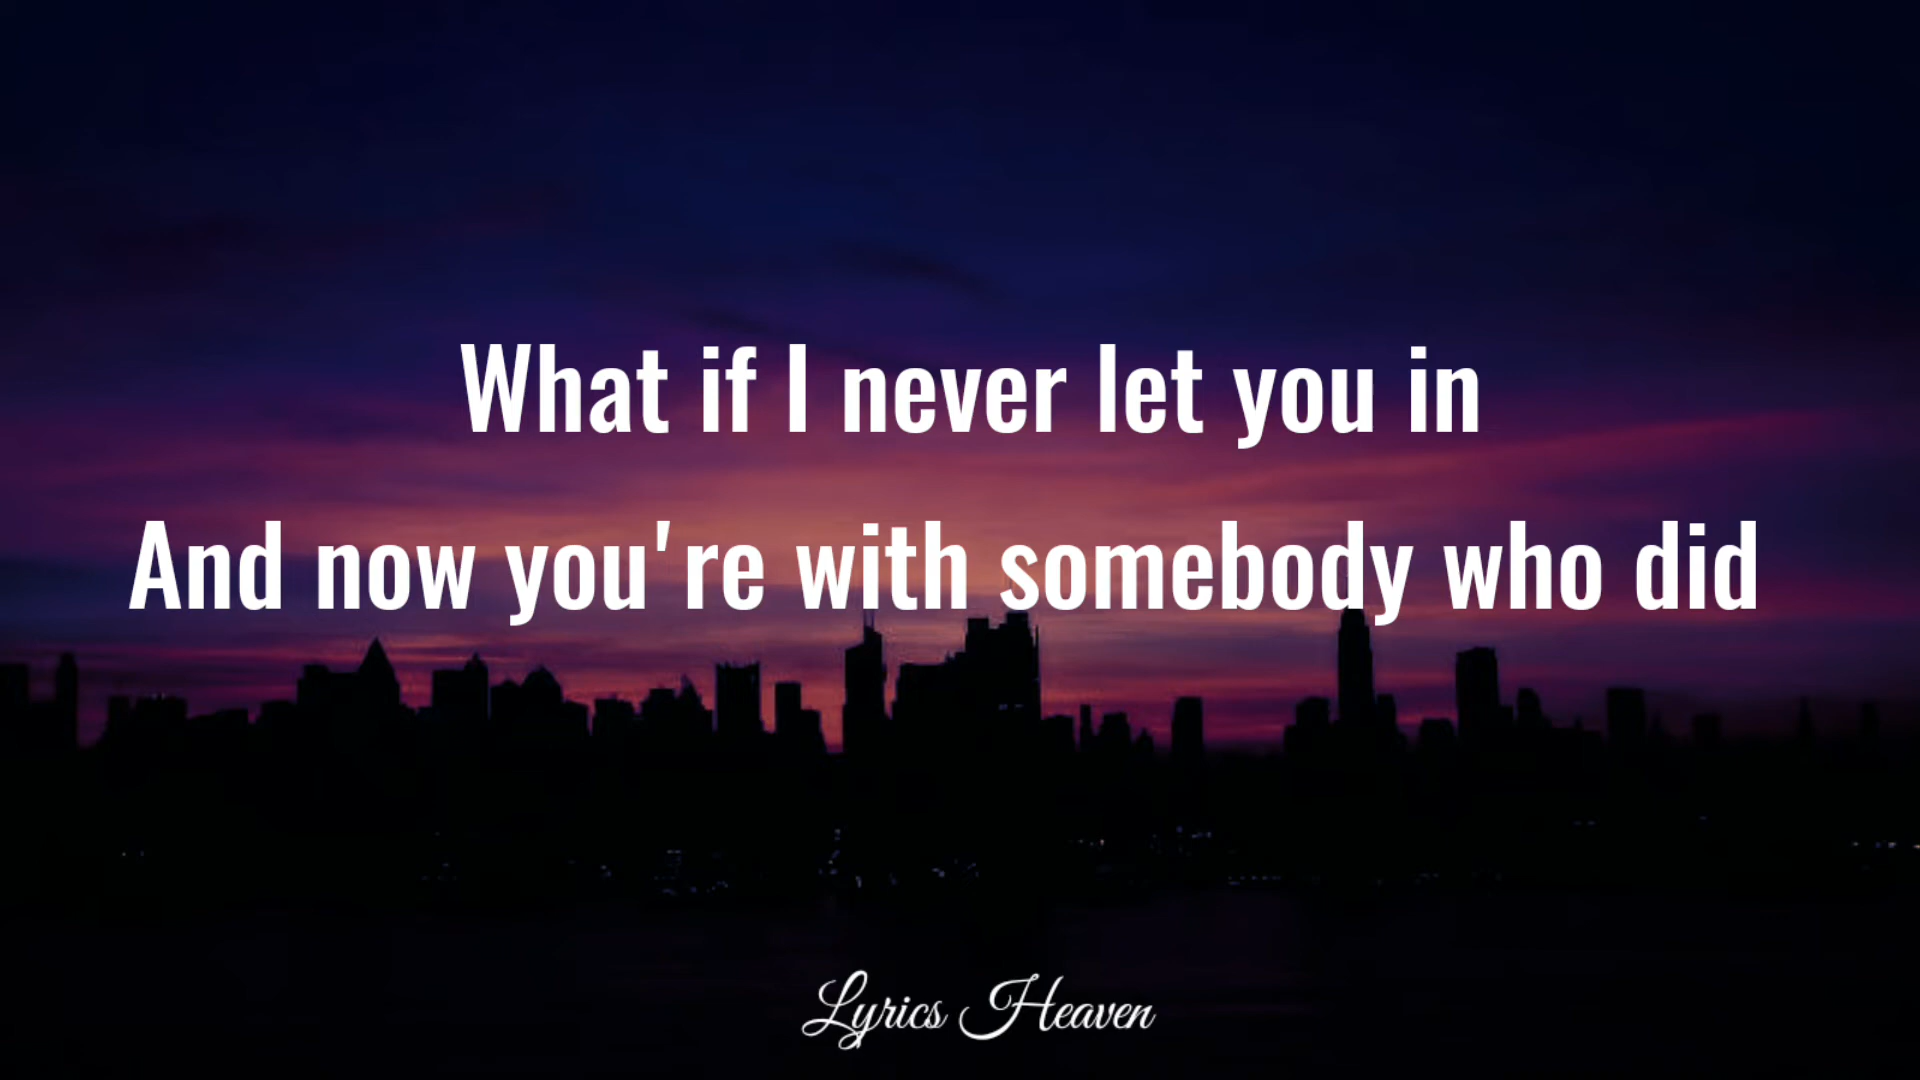 What if I never let you in
And now you're with somebody who did
Lyrics Heaven